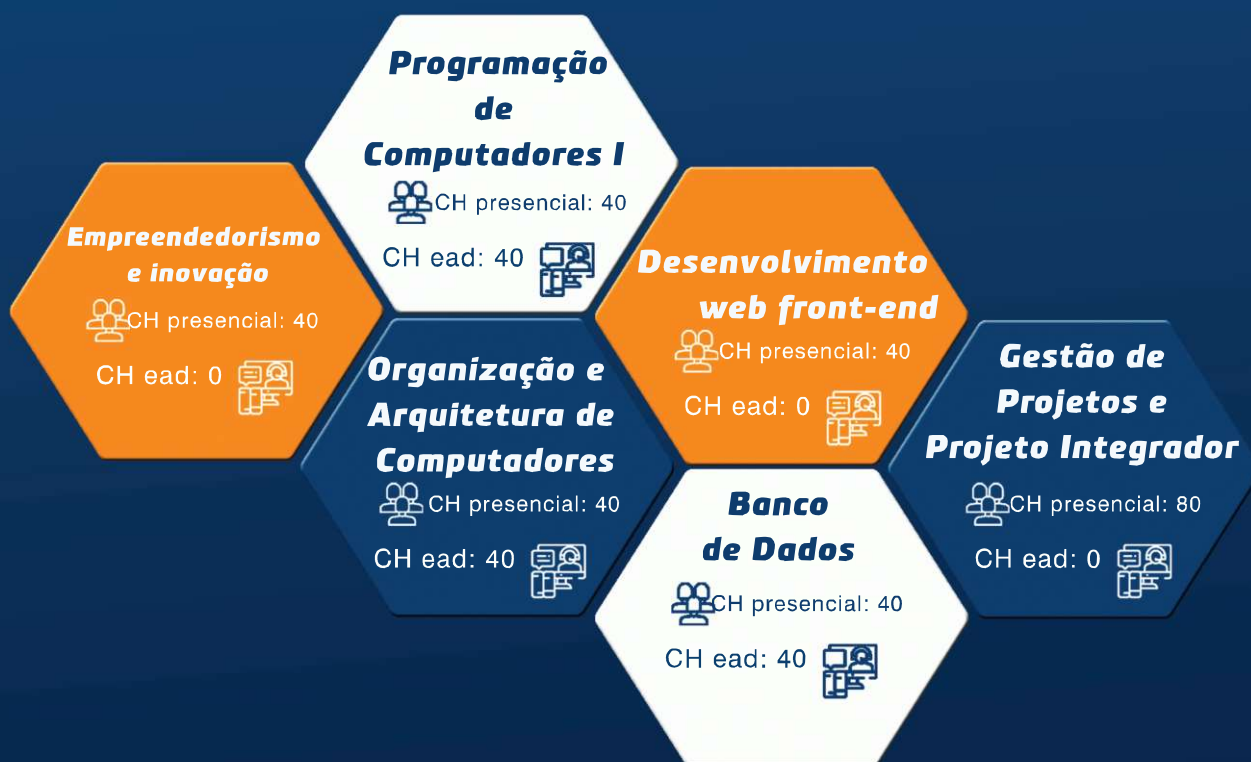 Programação
de
Computadores I
CH presencial: 40
CH ead: 40
Empreendedorismo
e inovação
CH presencial: 40
CH ead: 0
Desenvolvimento
web front-end
CH presencial: 40
CH ead: 0
Organização e
Arquitetura de
Computadores
CH presencial: 40
CH ead: 40
Gestão de
Projetos e
Projeto Integrador
CH presencial: 80
CH ead: 0
Banco
de Dados
CH presencial: 40
CH ead: 40